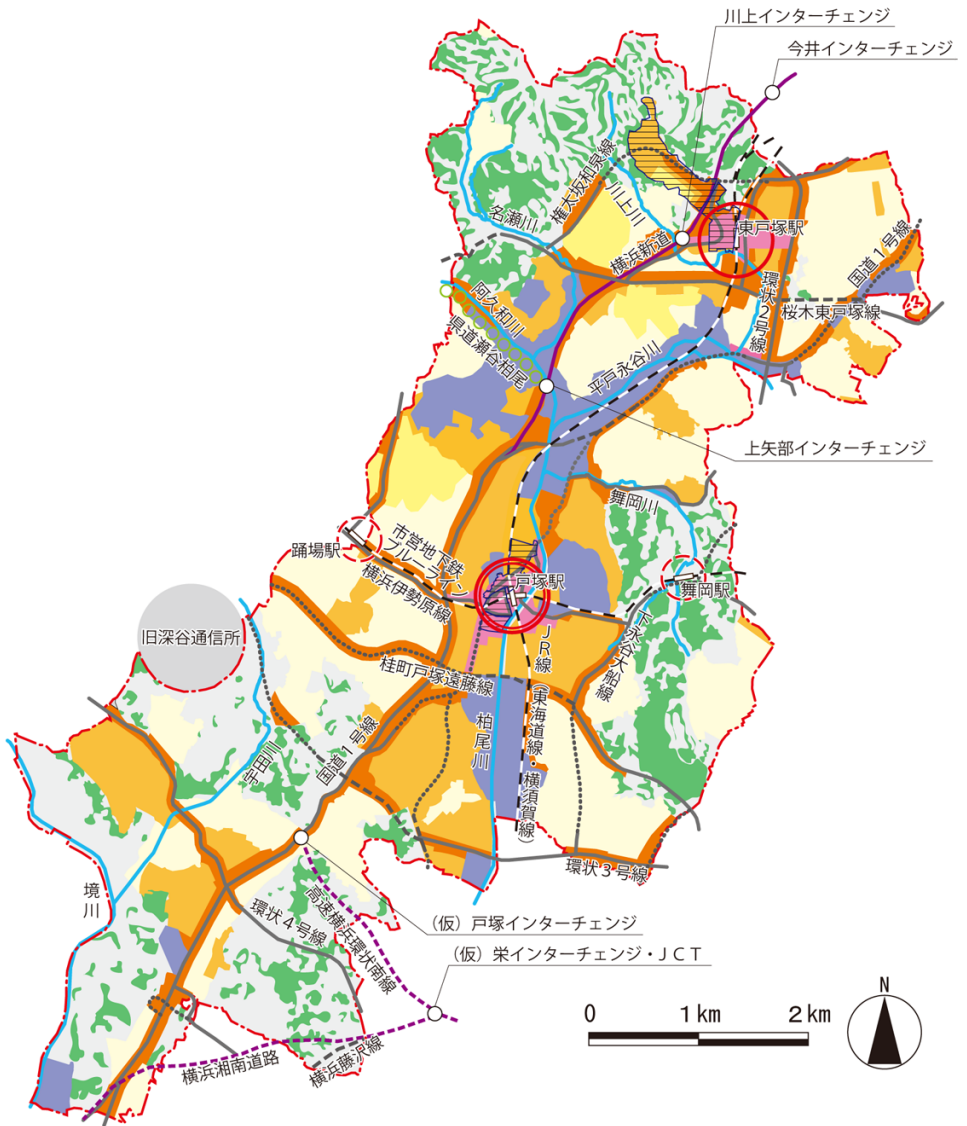 川上インターチェンジ
今井インターチェンジ
権太坂和泉線
川上川
名瀬川
東戸塚駅
横浜新道
国道1号線
環状2号線
桜木東戸塚線
阿久和川
県道瀬谷柏尾
平戸永谷川
上矢部インターチェンジ
舞岡川
踊場駅
市営地下鉄
ブルーライン
横浜伊勢原線
戸塚駅
舞岡駅
下永谷大船線
旧深谷通信所
JR線(東海道線・横須賀線)
桂町戸塚遠藤線
柏尾川
宇田川
国道1号線
環状3号線
境川
環状4号線
高速横浜環状南線
(仮)戸塚インターチェンジ
(仮)栄インターチェンジ・JCT
横浜湘南道路
横浜藤沢線
N
0 1km 2km